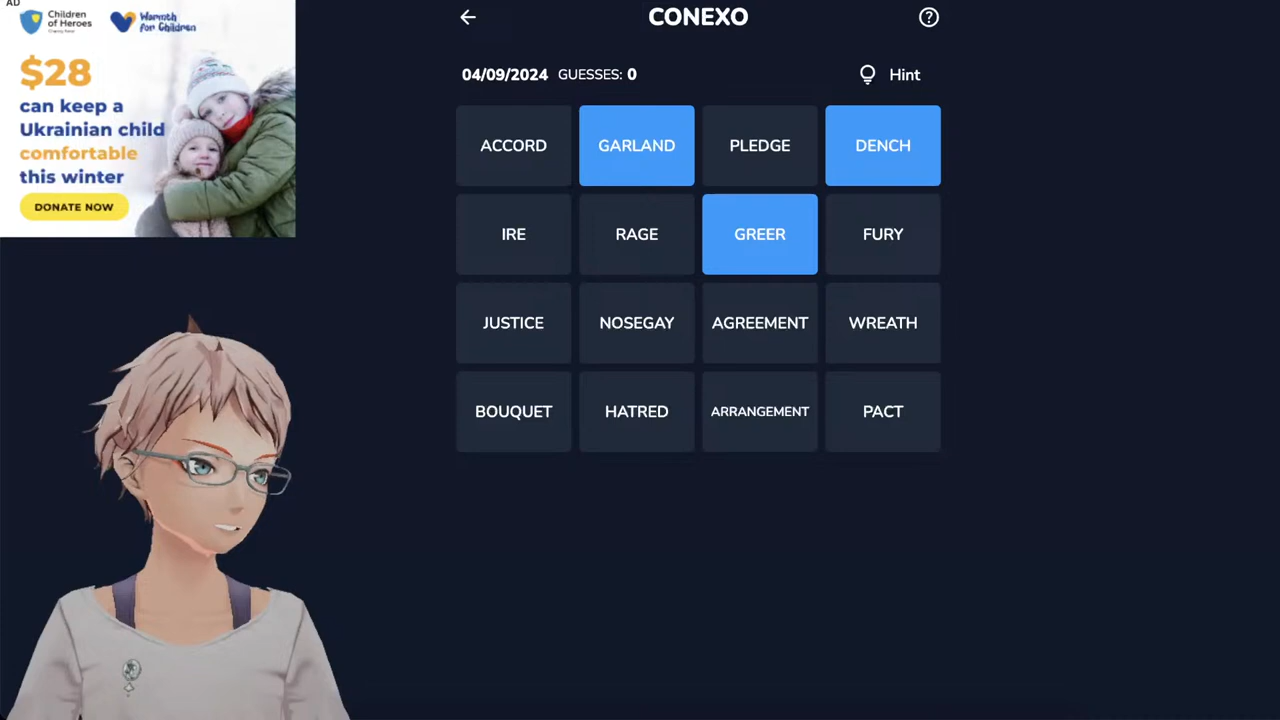 AD
Children of Heroes
Charity Fund
Warmth for Children
$28
can keep a
Ukrainian child
comfortable
this winter
DONATE NOW
CONEXO
?
04/09/2024 GUESSES: 0
Hint
ACCORD GARLAND PLEDGE DENCH
IRE RAGE GREER FURY
JUSTICE NOSEGAY AGREEMENT WREATH
BOUQUET HATRED ARRANGEMENT PACT